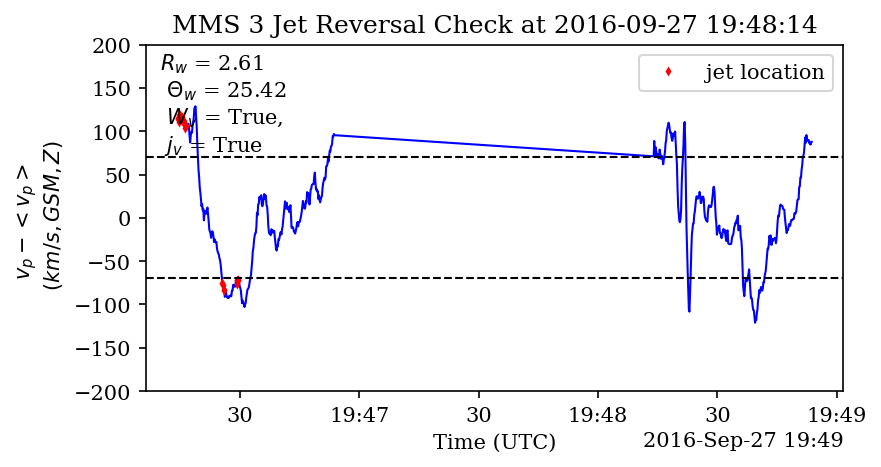 MMS 3 Jet Reversal Check at 2016-09-27 19:48:14
200
150
100
50
0
−50
−100
−150
−200
v_p − < v_p >
(km/s, GSM, Z)
R_w = 2.61
Θ_w = 25.42
W_v = True,
j_v = True
jet location
30
19:47
30
19:48
30
19:49
Time (UTC)
2016-Sep-27 19:49